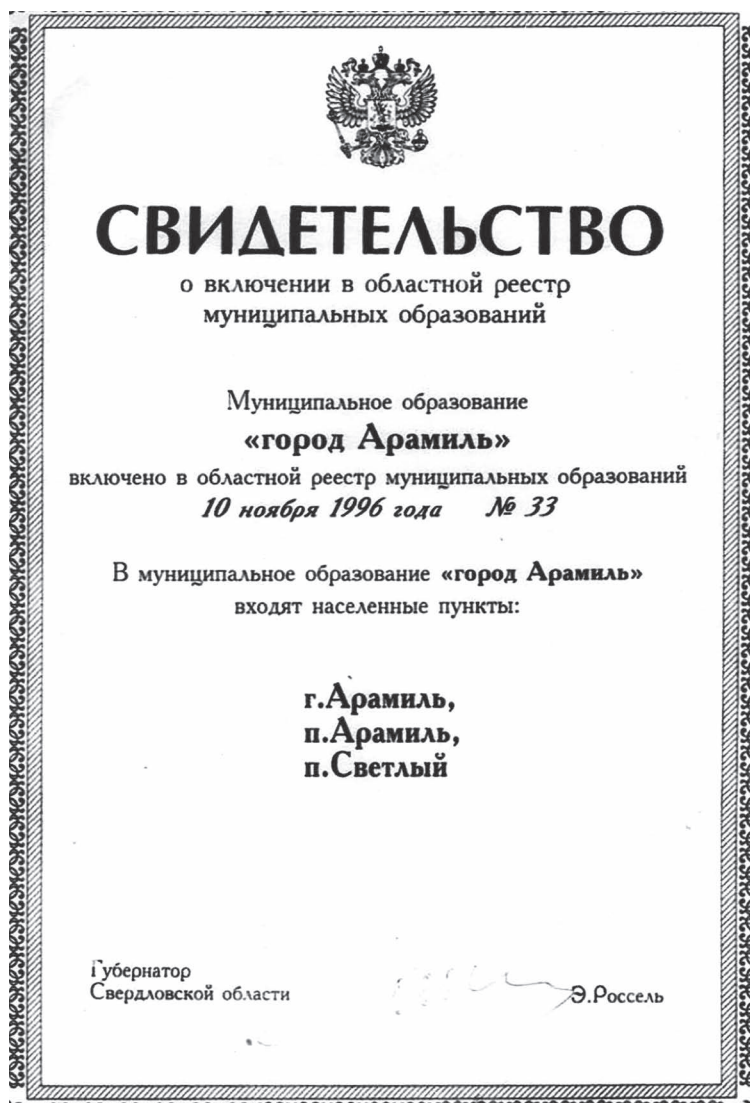 СВИДЕТЕЛЬСТВО
о включении в областной реестр
муниципальных образований
Муниципальное образование
«город Арамиль»
включено в областной реестр муниципальных образований
10 ноября 1996 года № 33
В муниципальное образование «город Арамиль»
входят населенные пункты:
г.Арамиль,
п.Арамиль,
п.Светлый
Губернатор
Свердловской области
Э.Россель